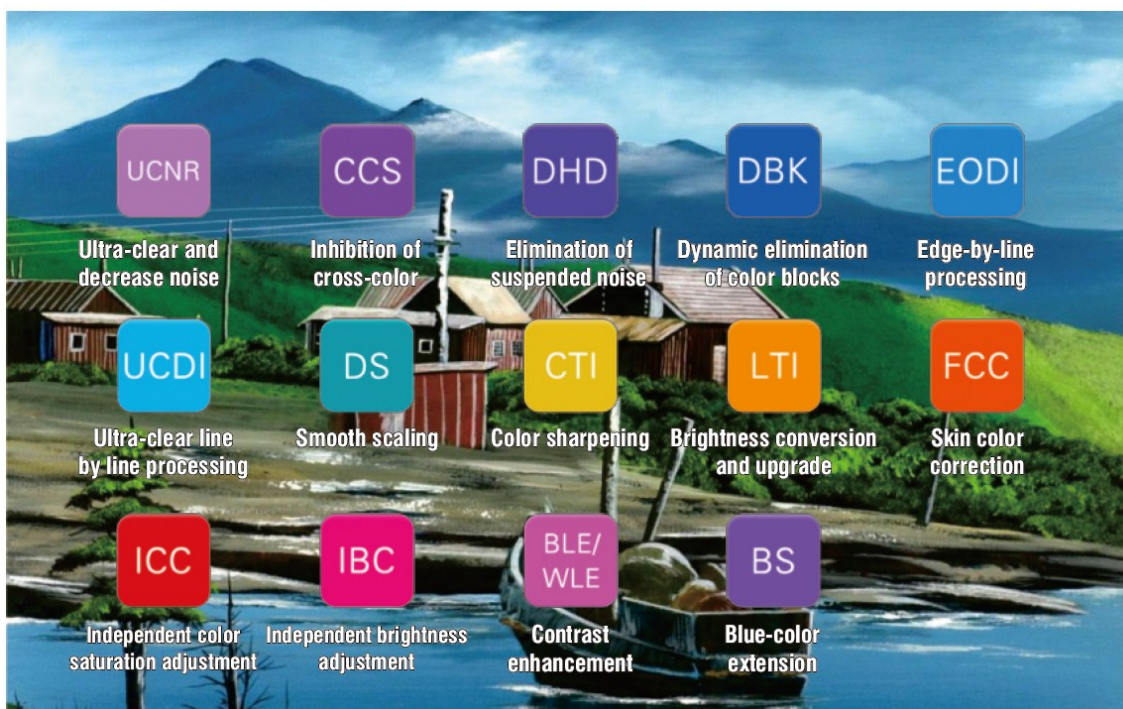 UCNR
CCS
DHD
DBK
EODI
Ultra-clear and
decrease noise
Inhibition of
cross-color
Elimination of
suspended noise
Dynamic elimination
of color blocks
Edge-by-line
processing
UCDI
DS
CTI
LTI
FCC
Ultra-clear line
by line processing
Smooth scaling
Color sharpening
Brightness conversion
and upgrade
Skin color
correction
ICC
IBC
BLE/
WLE
BS
Independent color
saturation adjustment
Independent brightness
adjustment
Contrast
enhancement
Blue-color
extension